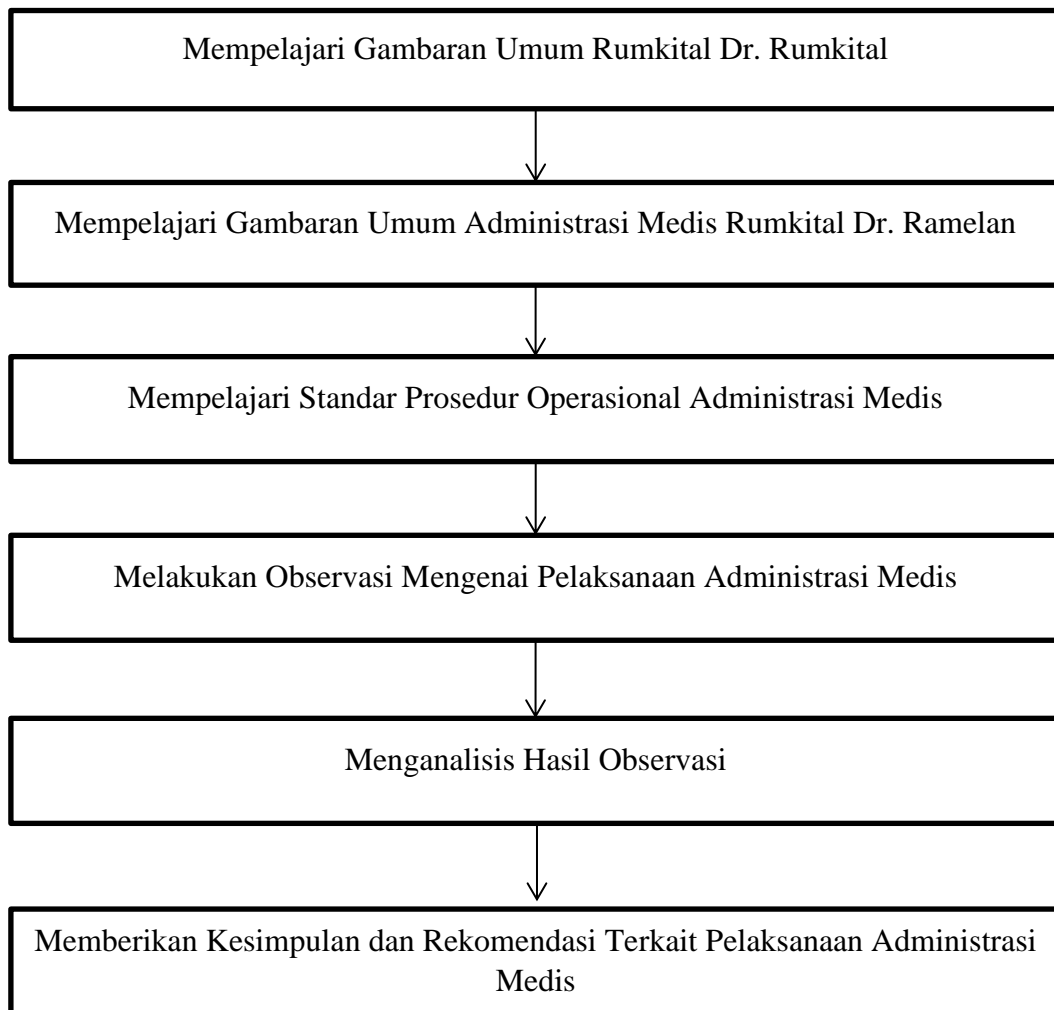 Mempelajari Gambaran Umum Rumkital Dr. Rumkital
Mempelajari Gambaran Umum Administrasi Medis Rumkital Dr. Ramelan
Mempelajari Standar Prosedur Operasional Administrasi Medis
Melakukan Observasi Mengenai Pelaksanaan Administrasi Medis
Menganalisis Hasil Observasi
Memberikan Kesimpulan dan Rekomendasi Terkait Pelaksanaan Administrasi
Medis